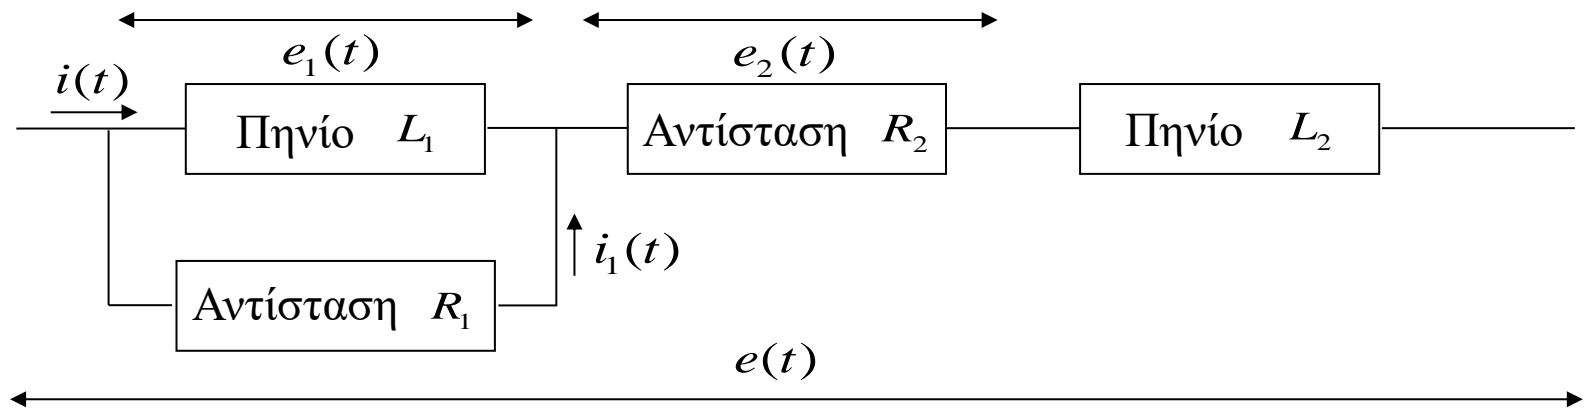 e₁(t)
e₂(t)
i(t)
Πηνίο L₁
Αντίσταση R₂
Πηνίο L₂
i₁(t)
Αντίσταση R₁
e(t)